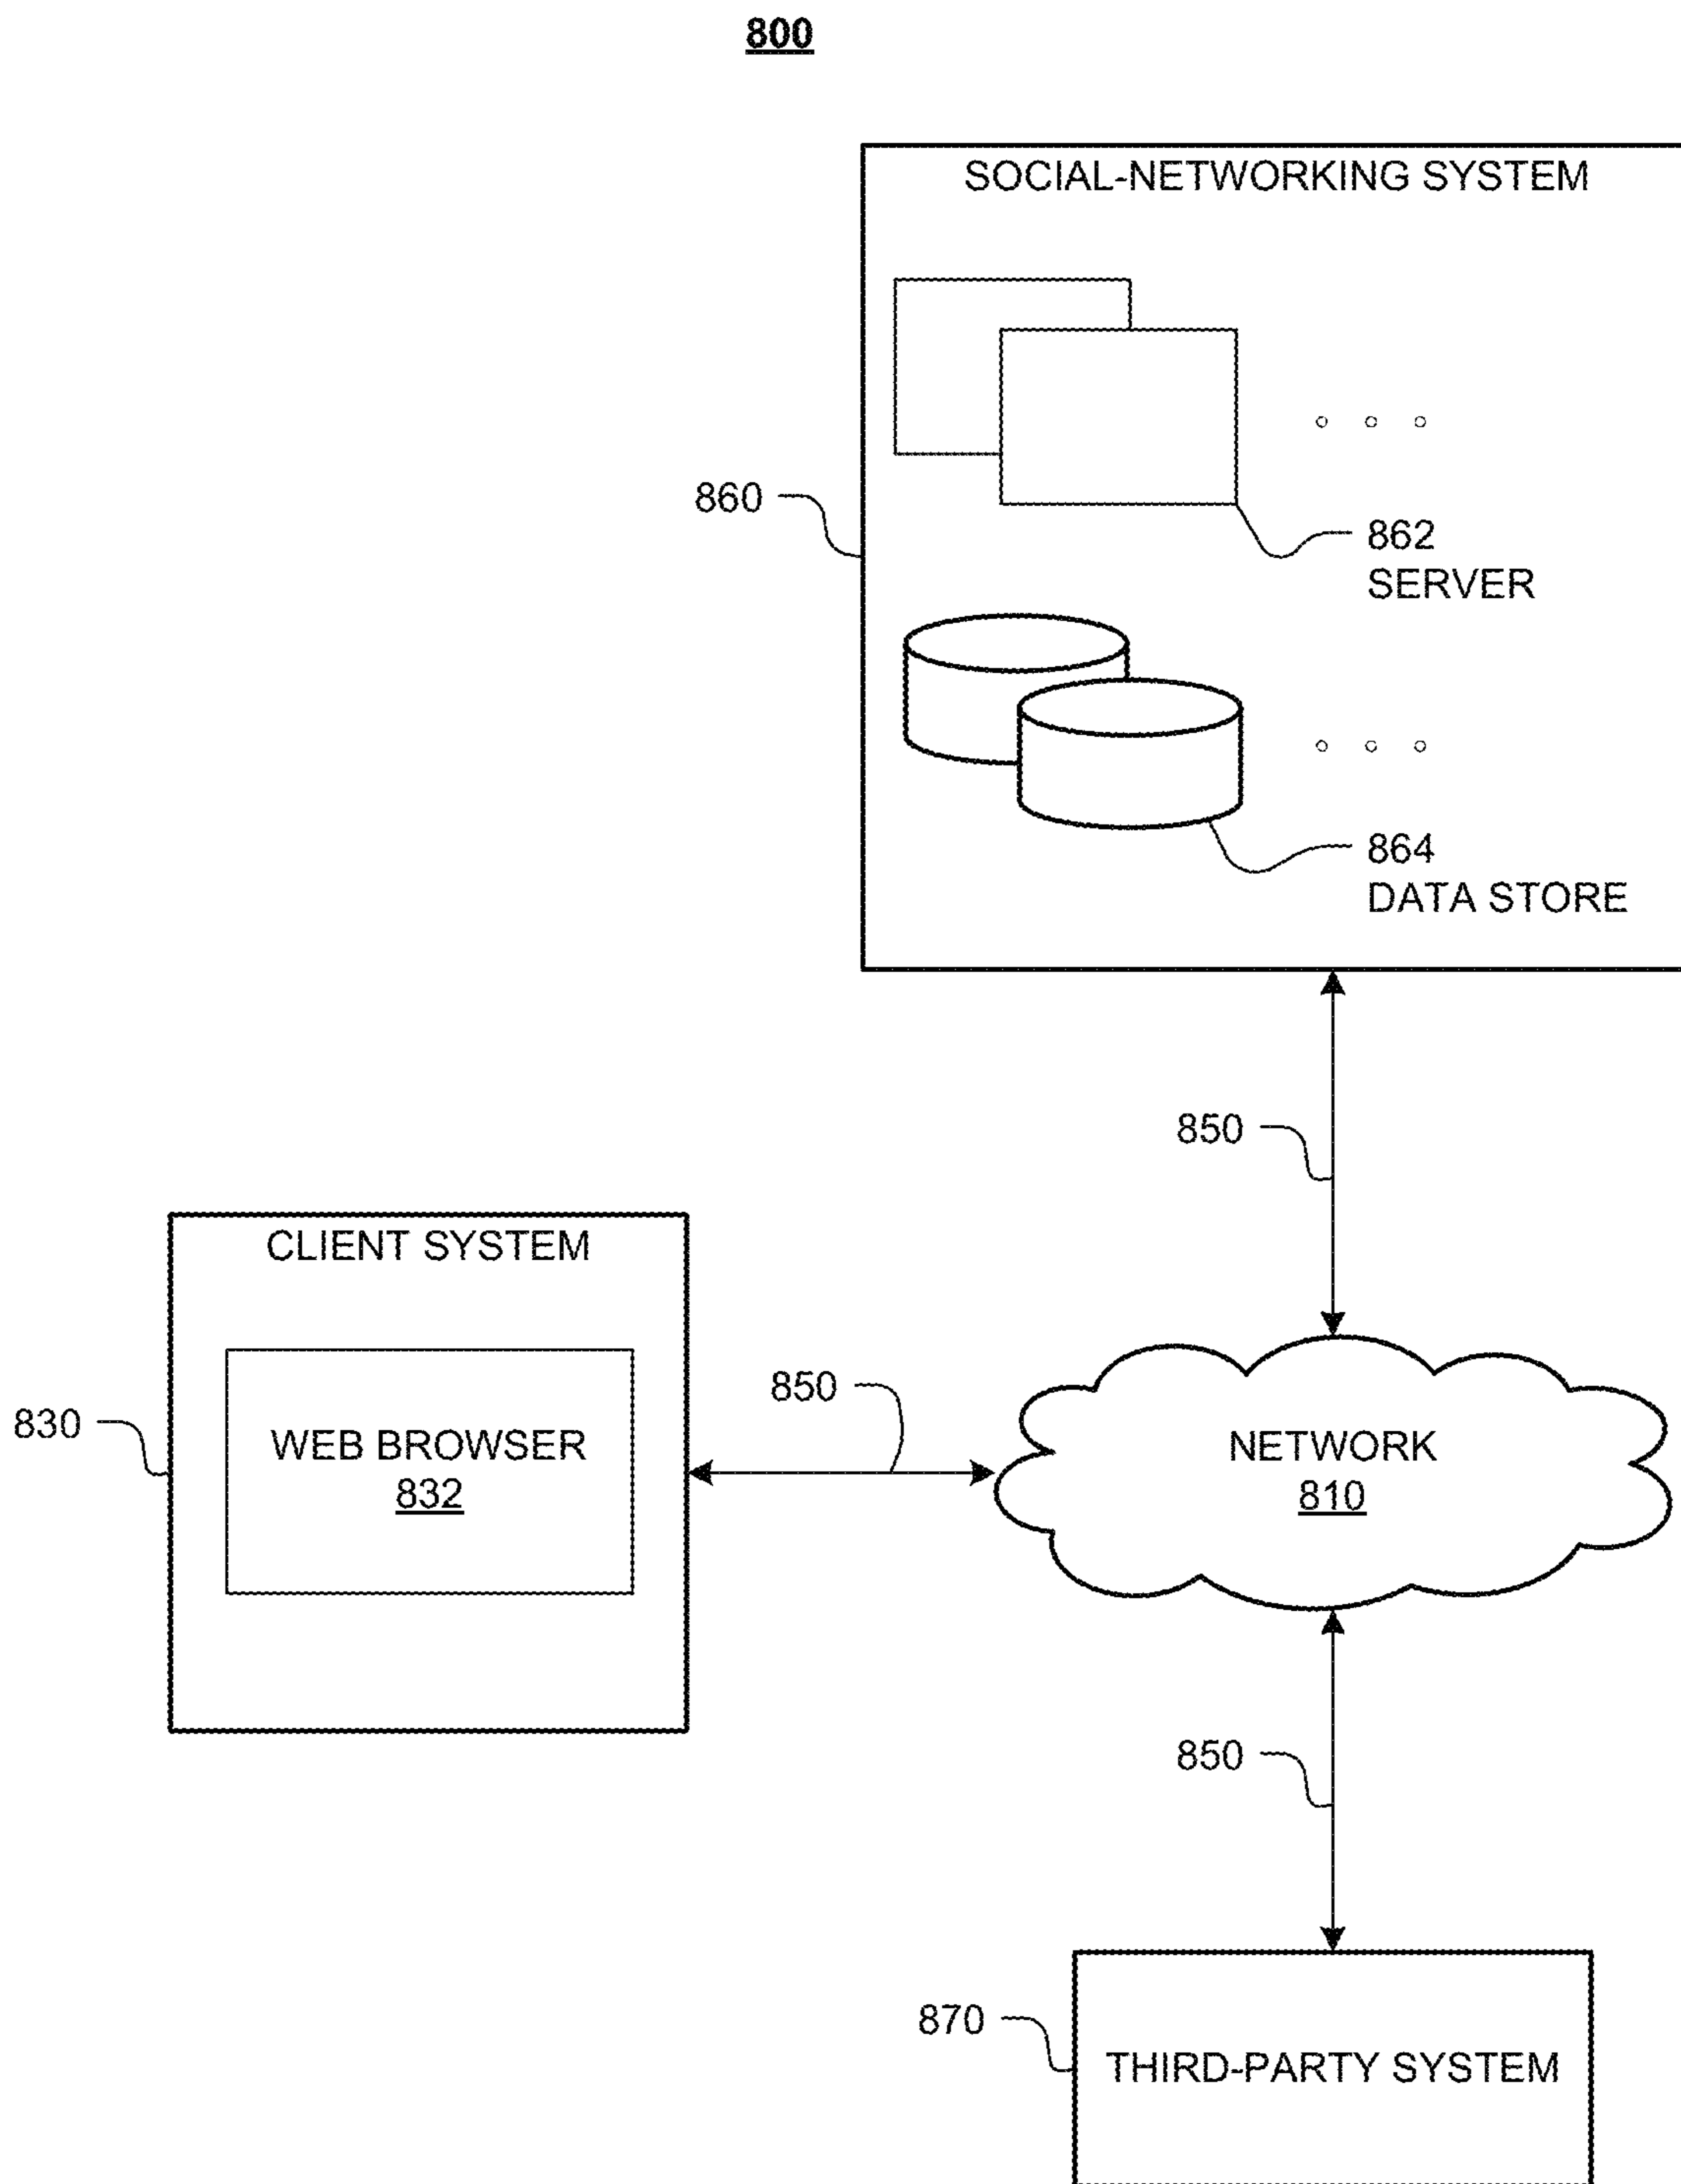 800
SOCIAL-NETWORKING SYSTEM
860
862
SERVER
864
DATA STORE
850
CLIENT SYSTEM
830
WEB BROWSER
832
850
NETWORK
810
850
870
THIRD-PARTY SYSTEM